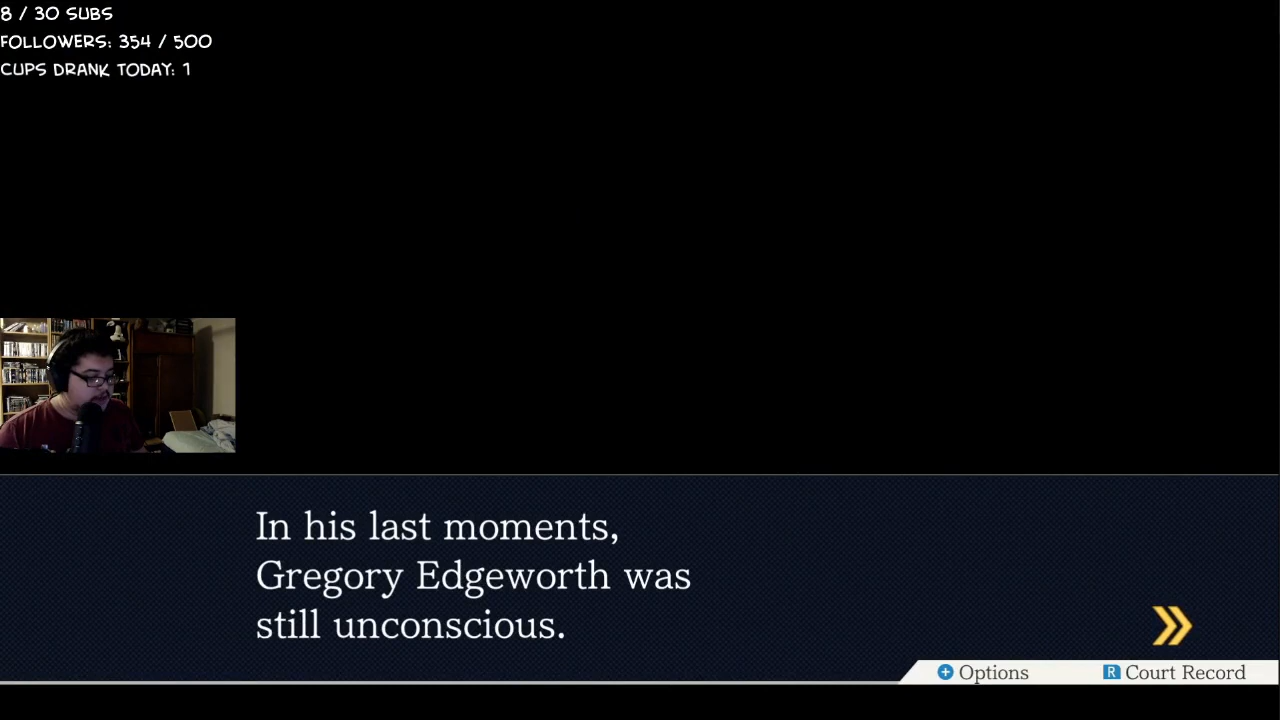 8 / 30 SUBS
FOLLOWERS: 354 / 500
CUPS DRANK TODAY: 1
In his last moments,
Gregory Edgeworth was
still unconscious.
+ Options
R Court Record